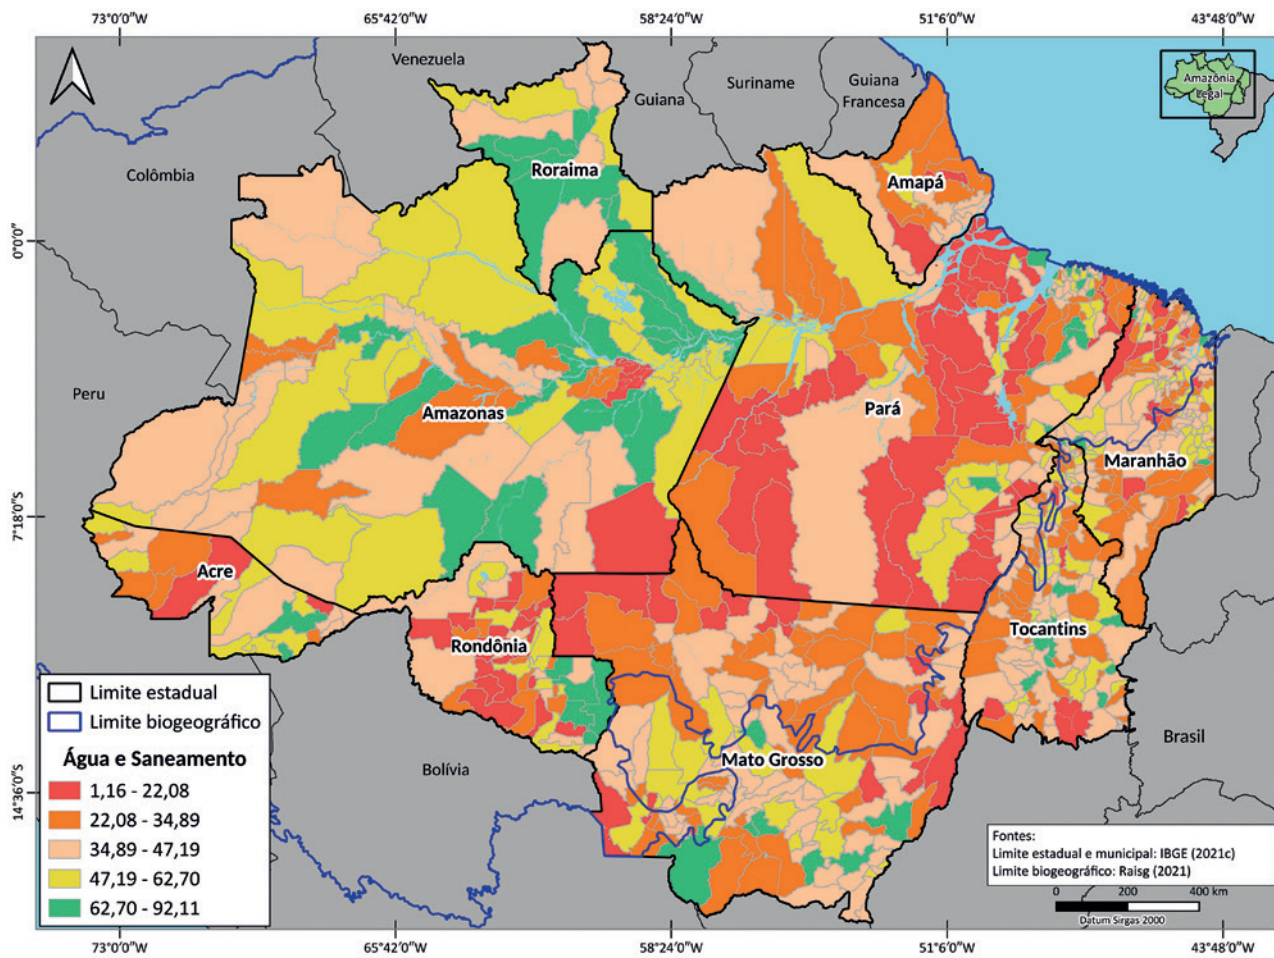 73°0′0″W 65°42′0″W 58°24′0″W 51°6′0″W 43°48′0″W
Venezuela
Suriname
Guiana
Guiana
Francesa
Amazônia
Legal
Colômbia
Roraima
Amapá
0°0′0″
Peru
Amazonas
Pará
Maranhão
7°18′0″S
Acre
Rondônia
Tocantins
Limite estadual
Limite biogeográfico
Água e Saneamento
1,16 - 22,08
22,08 - 34,89
34,89 - 47,19
47,19 - 62,70
62,70 - 92,11
Bolívia
Mato Grosso
Brasil
14°36′0″S
Fontes:
Limite estadual e municipal: IBGE (2021c)
Limite biogeográfico: Raisg (2021)
0 200 400 km
Datum Sirgas 2000
73°0′0″W 65°42′0″W 58°24′0″W 51°6′0″W 43°48′0″W